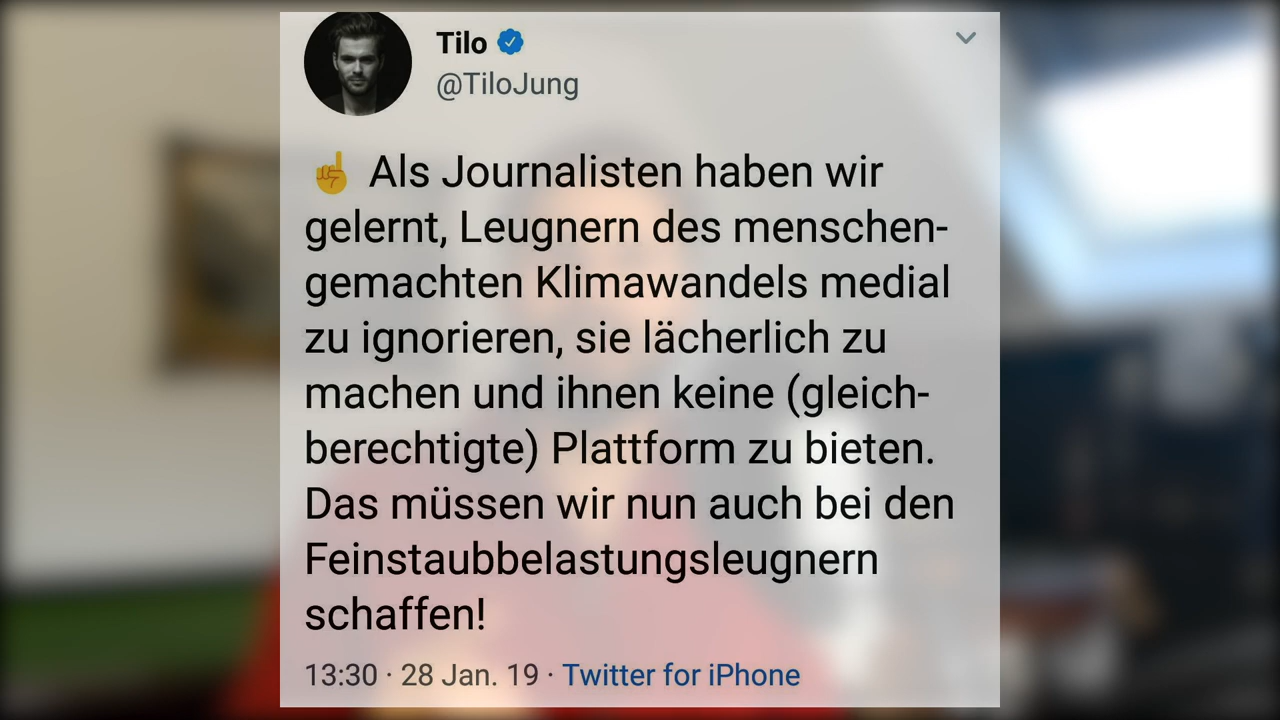 Tilo
@TiloJung
☝ Als Journalisten haben wir
gelernt, Leugnern des menschen-
gemachten Klimawandels medial
zu ignorieren, sie lächerlich zu
machen und ihnen keine (gleich-
berechtigte) Plattform zu bieten.
Das müssen wir nun auch bei den
Feinstaubbelastungsleugnern
schaffen!
13:30 · 28 Jan. 19 · Twitter for iPhone